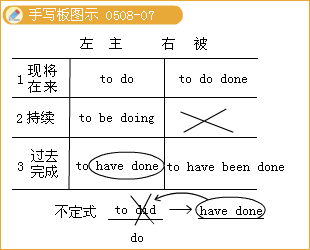 手写板图示 0508-07
左 主 右 被
1 现将在来 to do to do done
2 持续 to be doing
3 过去完成 to have done to have been done
不定式 to did → have done
do